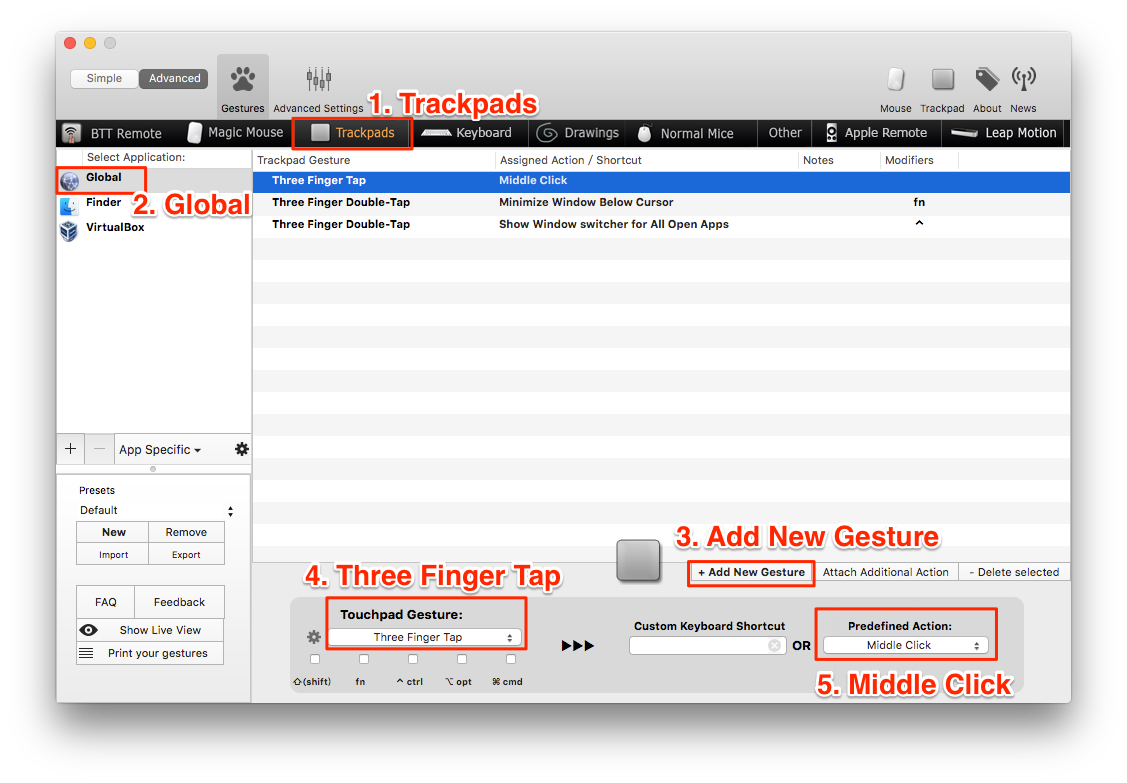 Simple Advanced
Gestures Advanced Settings Mouse Trackpad About News
1. Trackpads
BTT Remote Magic Mouse Trackpads Keyboard Drawings Normal Mice Other Apple Remote Leap Motion
Select Application: Trackpad Gesture Assigned Action / Shortcut Notes Modifiers
Global Three Finger Tap Middle Click
2. Global
Finder Three Finger Double-Tap Minimize Window Below Cursor fn
VirtualBox Three Finger Double-Tap Show Window switcher for All Open Apps ^
+ − App Specific
Presets
Default
New Remove
Import Export
3. Add New Gesture
+ Add New Gesture Attach Additional Action - Delete selected
4. Three Finger Tap
FAQ Feedback
Show Live View
Print your gestures
Touchpad Gesture:
Three Finger Tap
Custom Keyboard Shortcut
OR
Predefined Action:
Middle Click
⇧(shift) fn ^ ctrl ⌥ opt ⌘ cmd
5. Middle Click